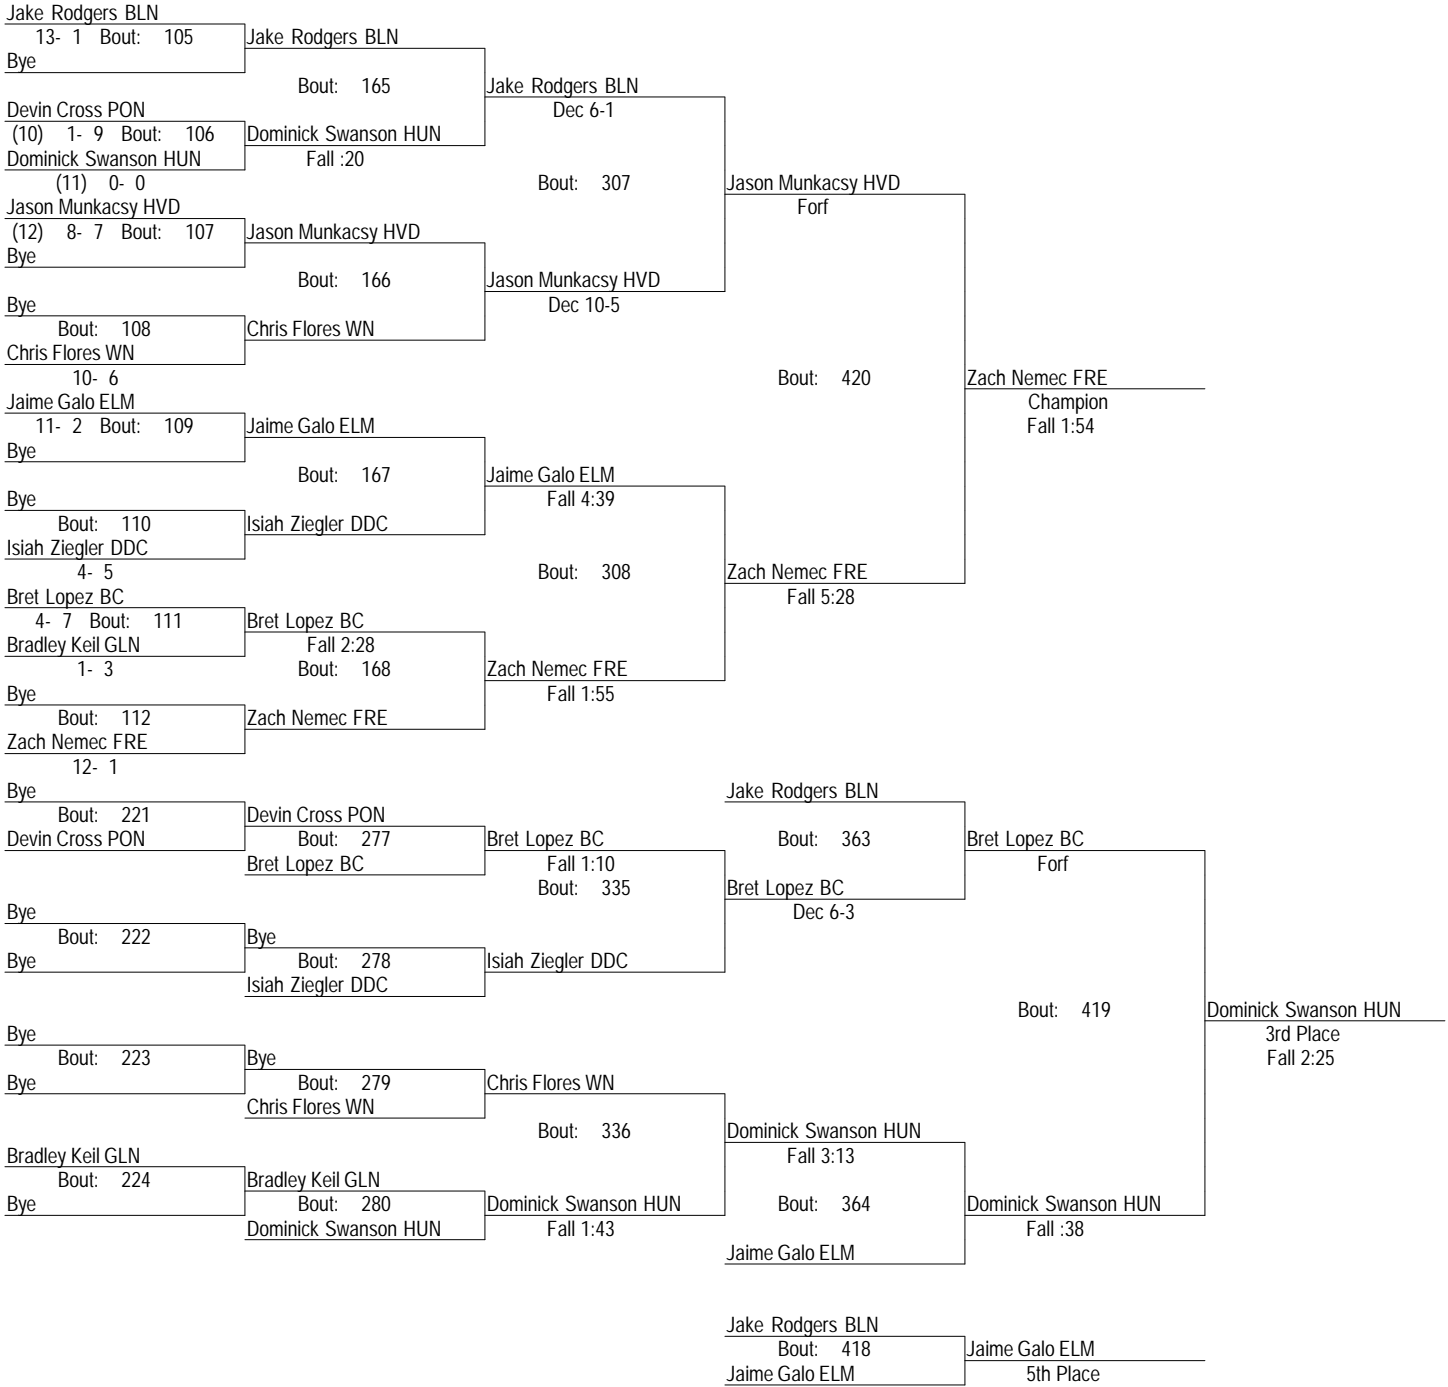 Jake Rodgers BLN
13- 1 Bout: 105 Jake Rodgers BLN
Bye
Bout: 165 Jake Rodgers BLN
Devin Cross PON Dec 6-1
(10) 1- 9 Bout: 106 Dominick Swanson HUN
Dominick Swanson HUN Fall :20
(11) 0- 0 Bout: 307 Jason Munkacsy HVD
Jason Munkacsy HVD Forf
(12) 8- 7 Bout: 107 Jason Munkacsy HVD
Bye
Bout: 166 Jason Munkacsy HVD
Bye Dec 10-5
Bout: 108 Chris Flores WN
Chris Flores WN
10- 6 Bout: 420 Zach Nemec FRE
Jaime Galo ELM Champion
11- 2 Bout: 109 Jaime Galo ELM Fall 1:54
Bye
Bout: 167 Jaime Galo ELM
Bye Fall 4:39
Bout: 110 Isiah Ziegler DDC
Isiah Ziegler DDC
4- 5 Bout: 308 Zach Nemec FRE
Bret Lopez BC Fall 5:28
4- 7 Bout: 111 Bret Lopez BC
Bradley Keil GLN Fall 2:28
1- 3 Bout: 168 Zach Nemec FRE
Bye Fall 1:55
Bout: 112 Zach Nemec FRE
Zach Nemec FRE
12- 1
Bye Jake Rodgers BLN
Bout: 221 Devin Cross PON
Devin Cross PON Bout: 277 Bret Lopez BC Bout: 363 Bret Lopez BC
Bret Lopez BC Fall 1:10 Forf
Bout: 335 Bret Lopez BC
Bye Dec 6-3
Bout: 222 Bye
Bye Bout: 278 Isiah Ziegler DDC
Isiah Ziegler DDC
Bout: 419 Dominick Swanson HUN
Bye 3rd Place
Bout: 223 Bye Fall 2:25
Bye Bout: 279 Chris Flores WN
Chris Flores WN
Bout: 336 Dominick Swanson HUN
Bradley Keil GLN Fall 3:13
Bout: 224 Bradley Keil GLN
Bye Bout: 280 Dominick Swanson HUN Bout: 364 Dominick Swanson HUN
Dominick Swanson HUN Fall 1:43 Fall :38
Jaime Galo ELM
Jake Rodgers BLN
Bout: 418 Jaime Galo ELM
Jaime Galo ELM 5th Place